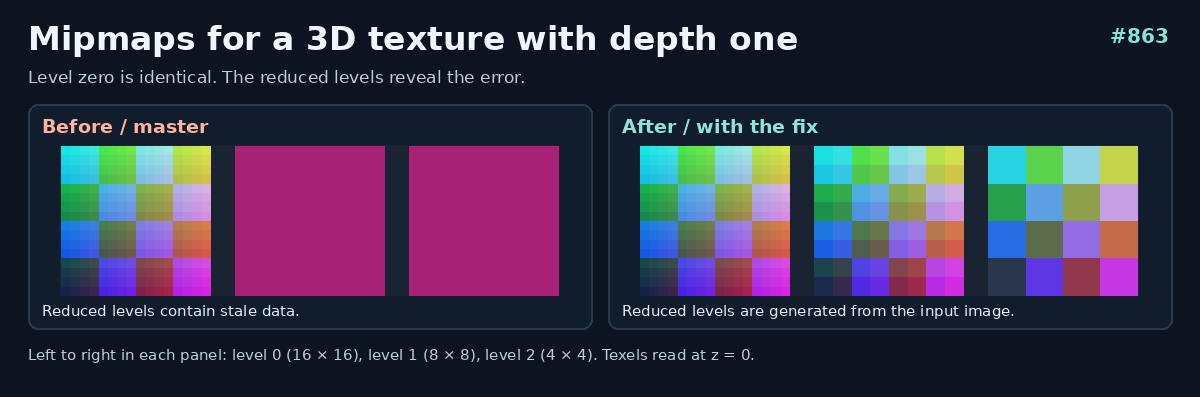 Mipmaps for a 3D texture with depth one
#863
Level zero is identical. The reduced levels reveal the error.
Before / master
Reduced levels contain stale data.
After / with the fix
Reduced levels are generated from the input image.
Left to right in each panel: level 0 (16 × 16), level 1 (8 × 8), level 2 (4 × 4). Texels read at z = 0.